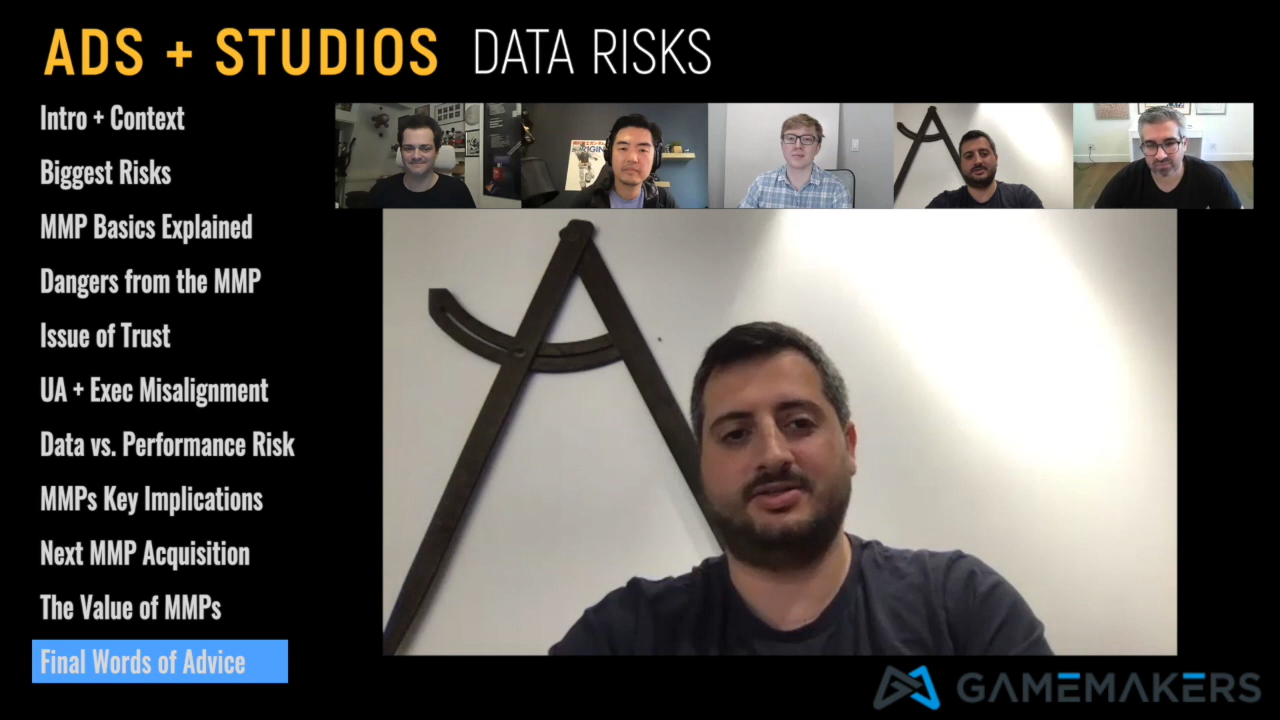 ADS + STUDIOS DATA RISKS
Intro + Context
Biggest Risks
MMP Basics Explained
Dangers from the MMP
Issue of Trust
UA + Exec Misalignment
Data vs. Performance Risk
MMPs Key Implications
Next MMP Acquisition
The Value of MMPs
Final Words of Advice
GAMEMAKERS